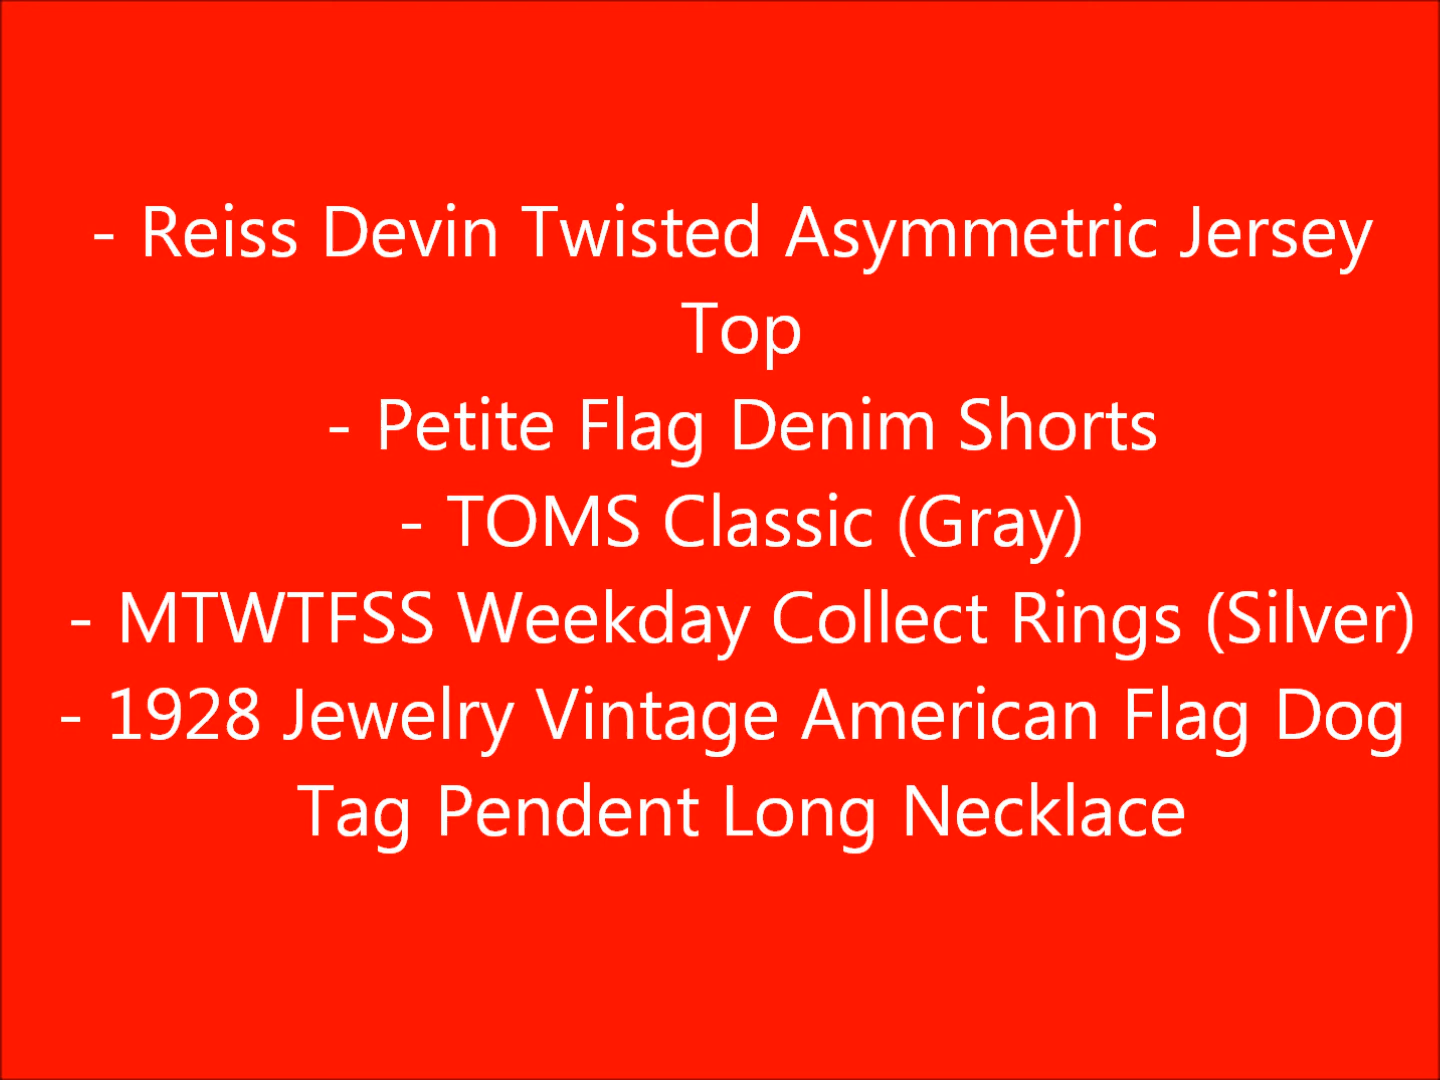 - Reiss Devin Twisted Asymmetric Jersey
Top
- Petite Flag Denim Shorts
- TOMS Classic (Gray)
- MTWTFSS Weekday Collect Rings (Silver)
- 1928 Jewelry Vintage American Flag Dog
Tag Pendent Long Necklace